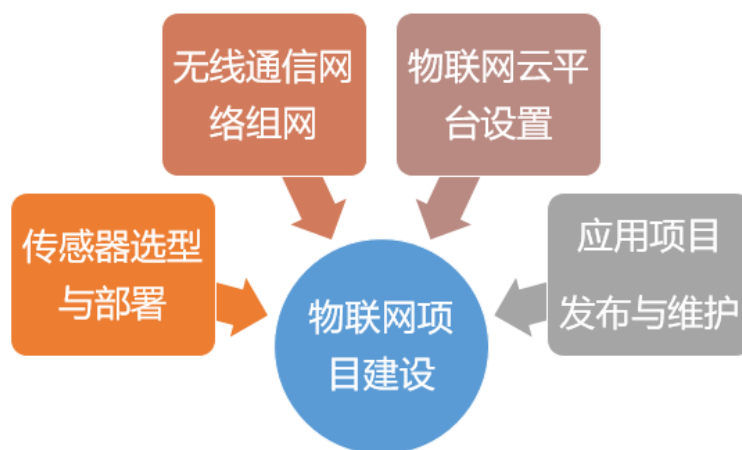 无线通信网
络组网
物联网云平
台设置
传感器选型
与部署
应用项目
发布与维护
物联网项
目建设